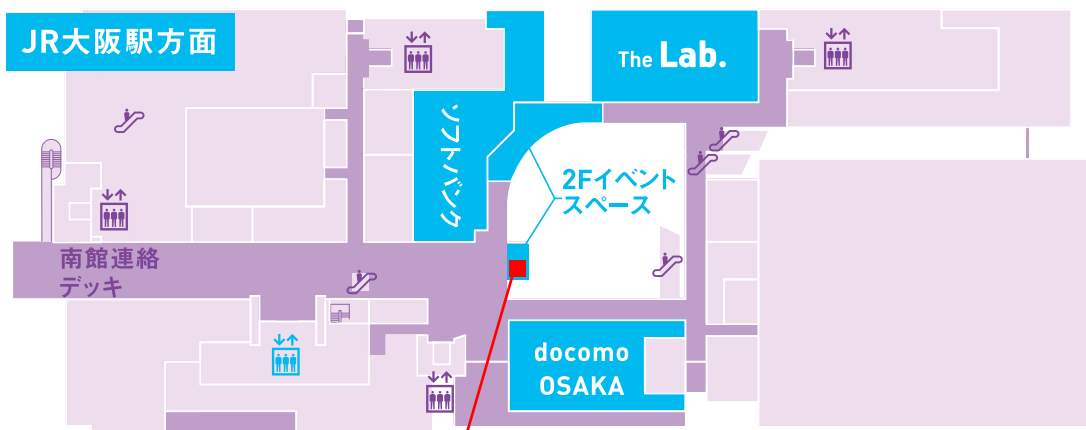 JR大阪駅方面
The Lab.
ソフトバンク
2Fイベント
スペース
南館連絡
デッキ
docomo
OSAKA